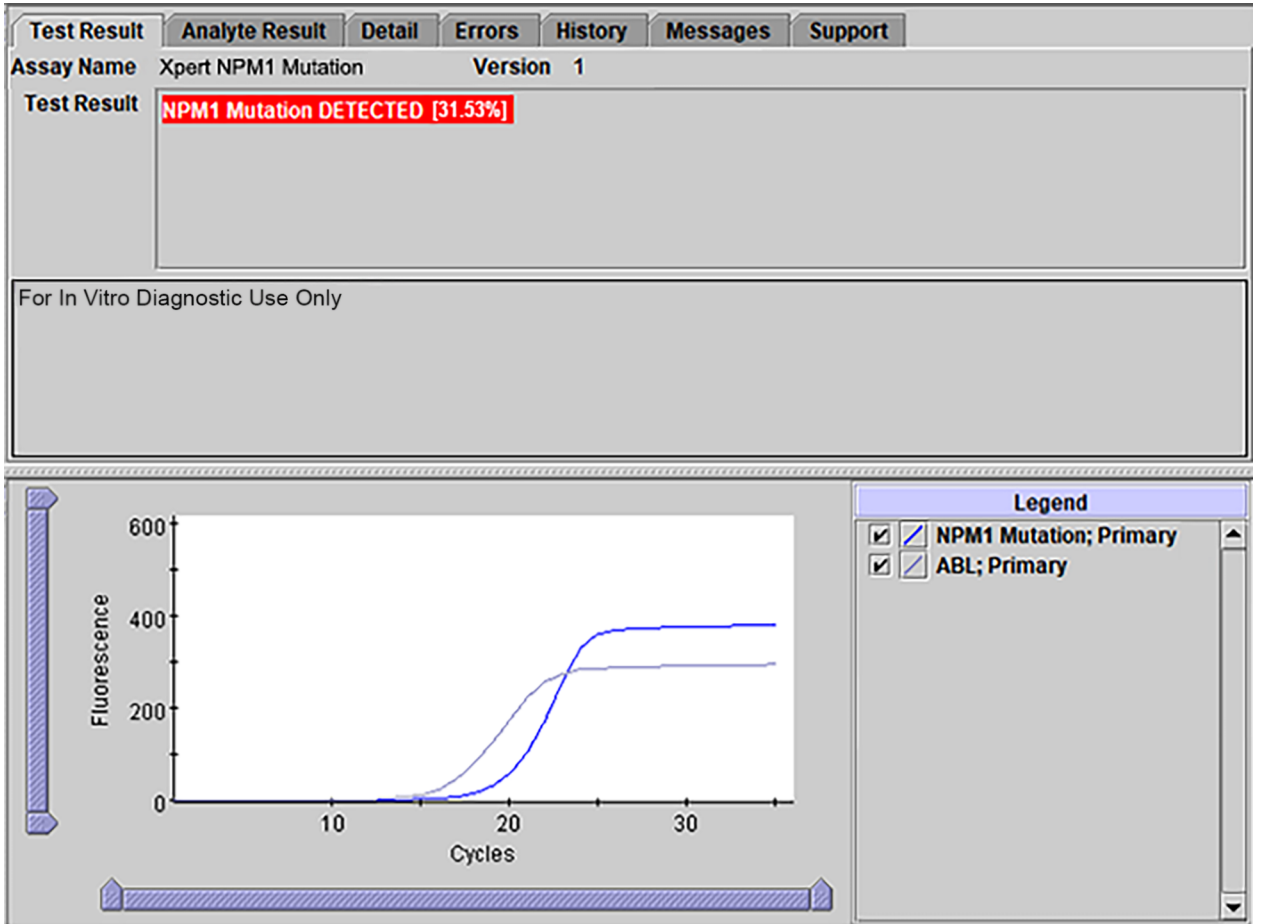 Test Result Analyte Result Detail Errors History Messages Support
Assay Name Xpert NPM1 Mutation Version 1
Test Result NPM1 Mutation DETECTED [31.53%]
For In Vitro Diagnostic Use Only
Legend
NPM1 Mutation; Primary
ABL; Primary
600
400
200
0
Fluorescence
10 20 30
Cycles